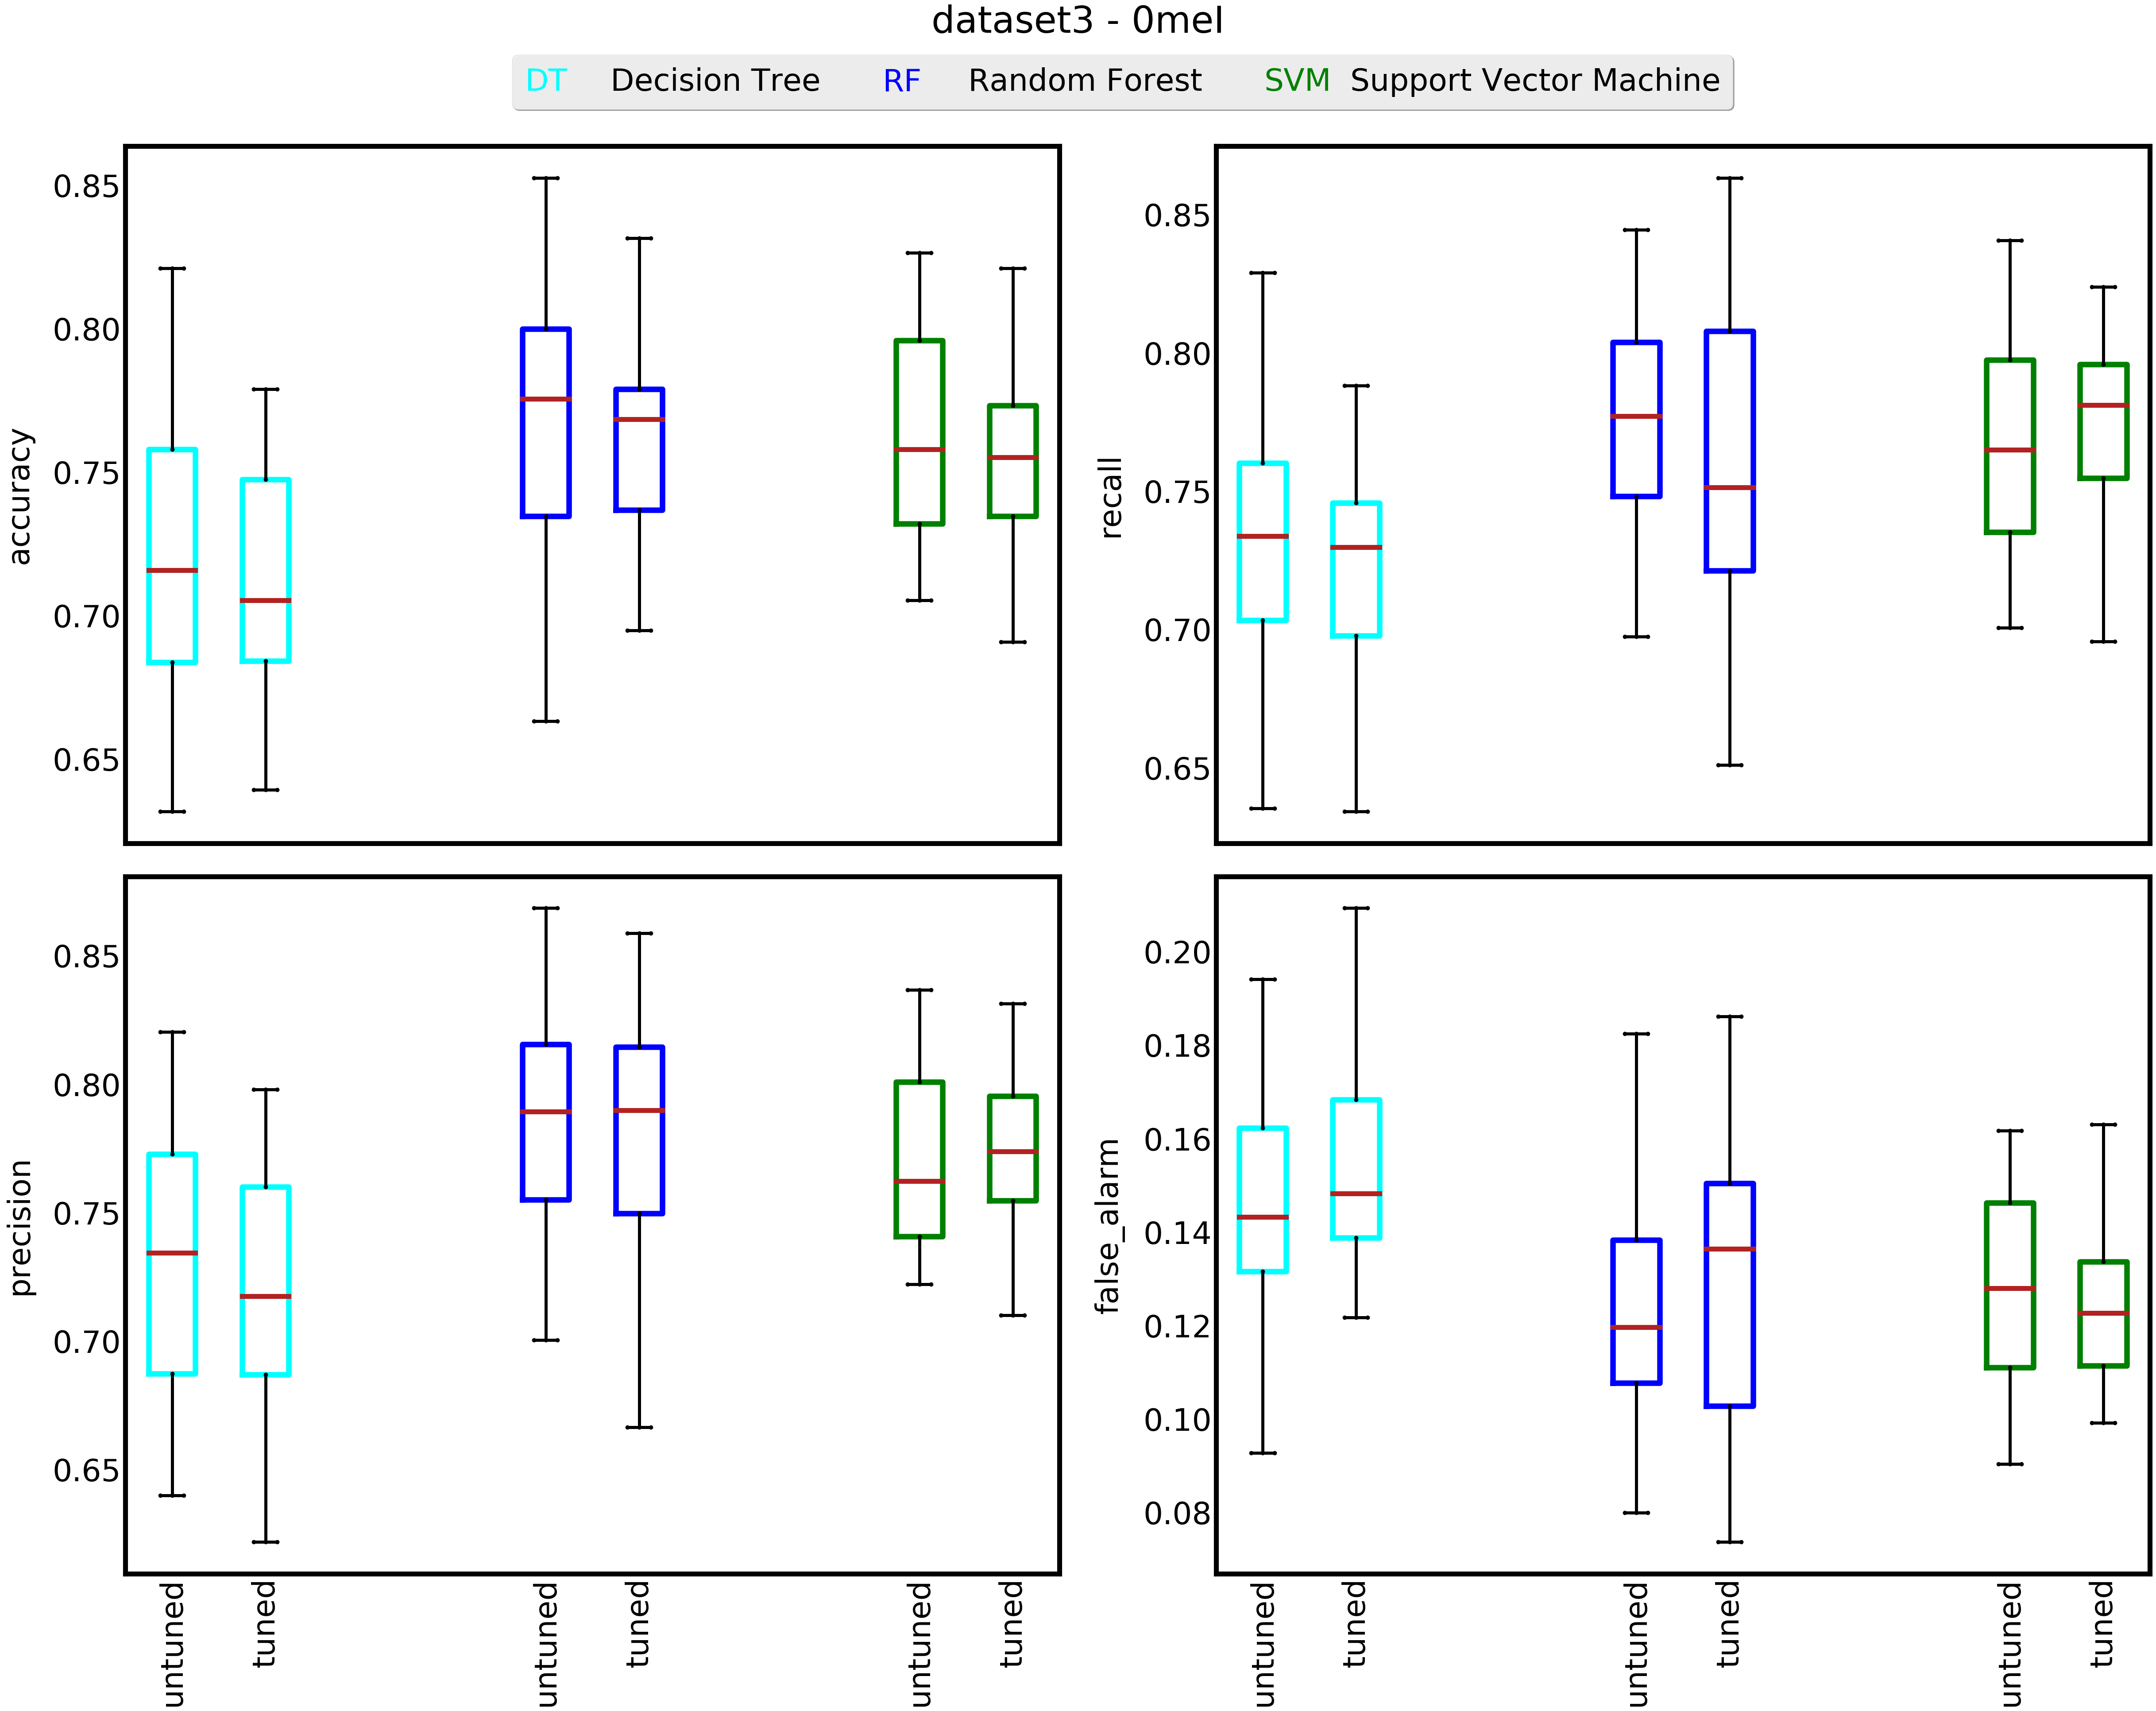 dataset3 - 0mel
DT Decision Tree RF Random Forest SVM Support Vector Machine
accuracy
0.85
0.80
0.75
0.70
0.65
recall
0.85
0.80
0.75
0.70
0.65
precision
0.85
0.80
0.75
0.70
0.65
untuned tuned untuned tuned untuned tuned
false_alarm
0.20
0.18
0.16
0.14
0.12
0.10
0.08
untuned tuned untuned tuned untuned tuned